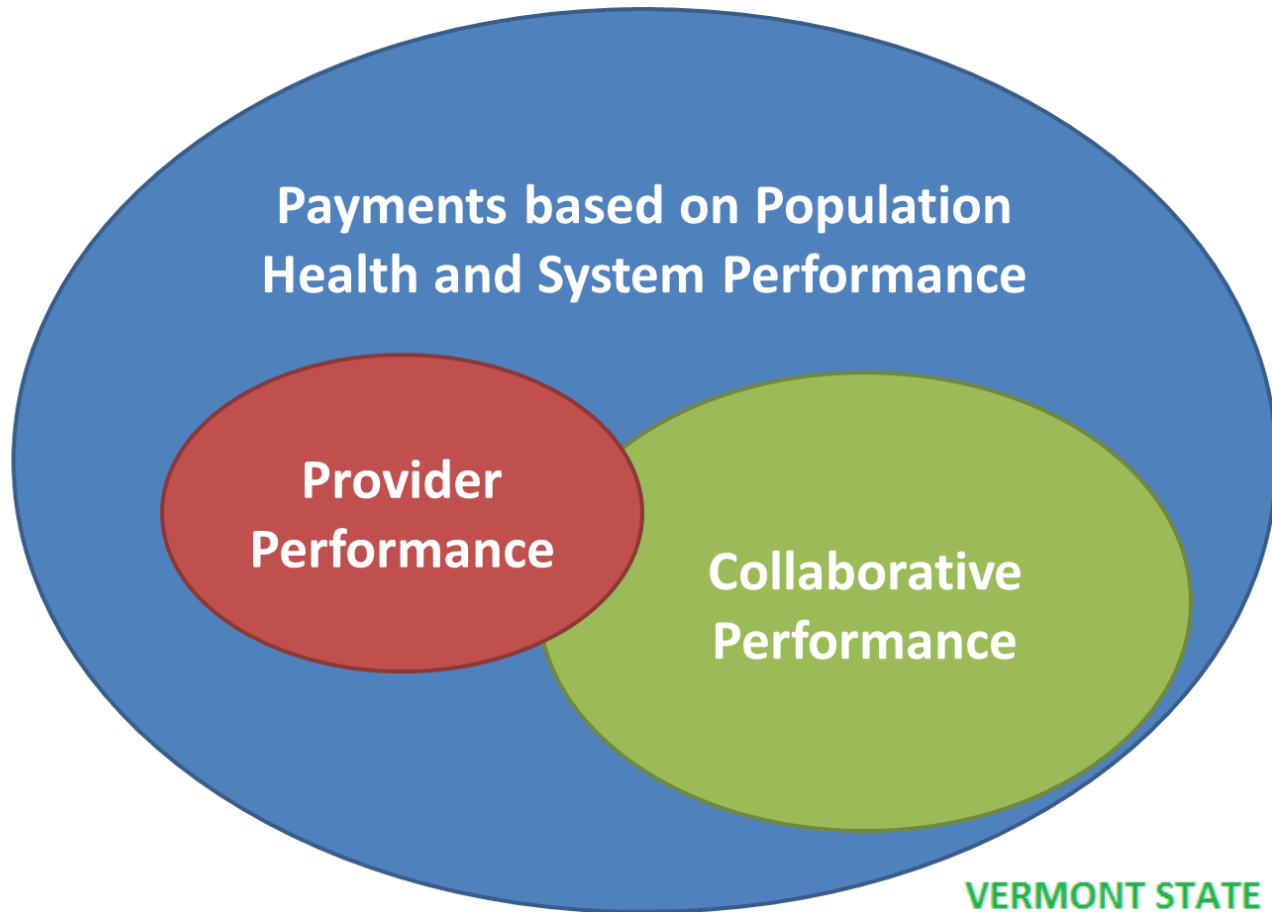 Payments based on Population
Health and System Performance
Provider
Performance
Collaborative
Performance
VERMONT STATE